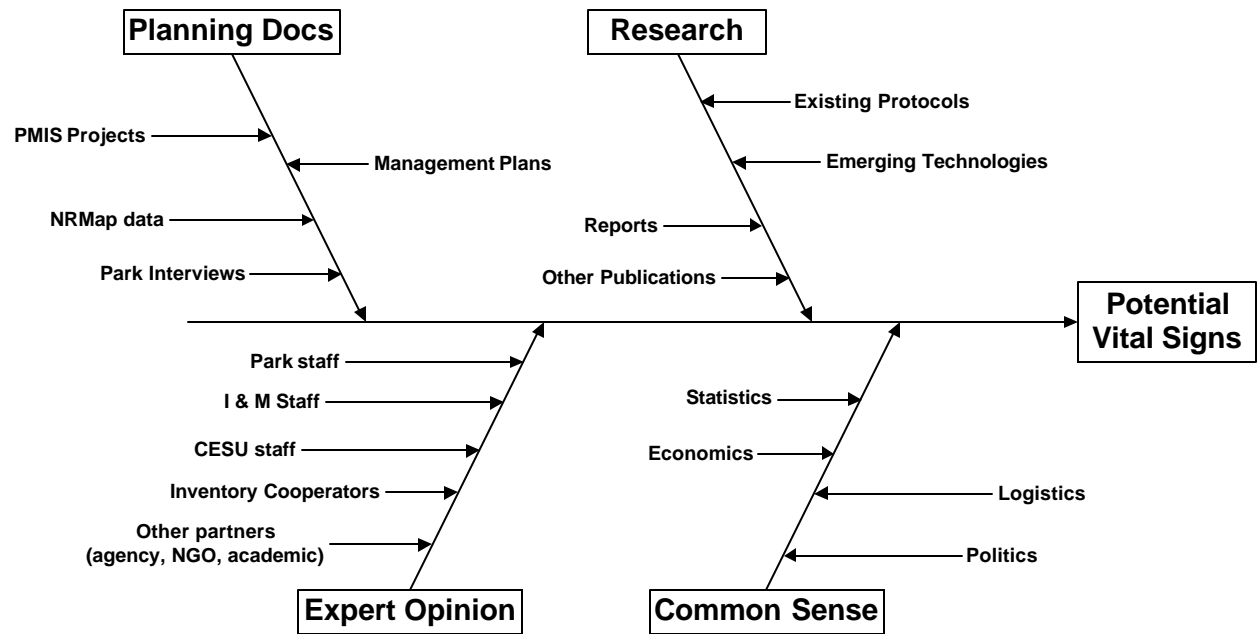 Planning Docs
Research
Existing Protocols
PMIS Projects
Management Plans
Emerging Technologies
NRMap data
Reports
Park Interviews
Other Publications
Potential
Vital Signs
Park staff
Statistics
I & M Staff
CESU staff
Economics
Inventory Cooperators
Logistics
Other partners
(agency, NGO, academic)
Politics
Expert Opinion
Common Sense